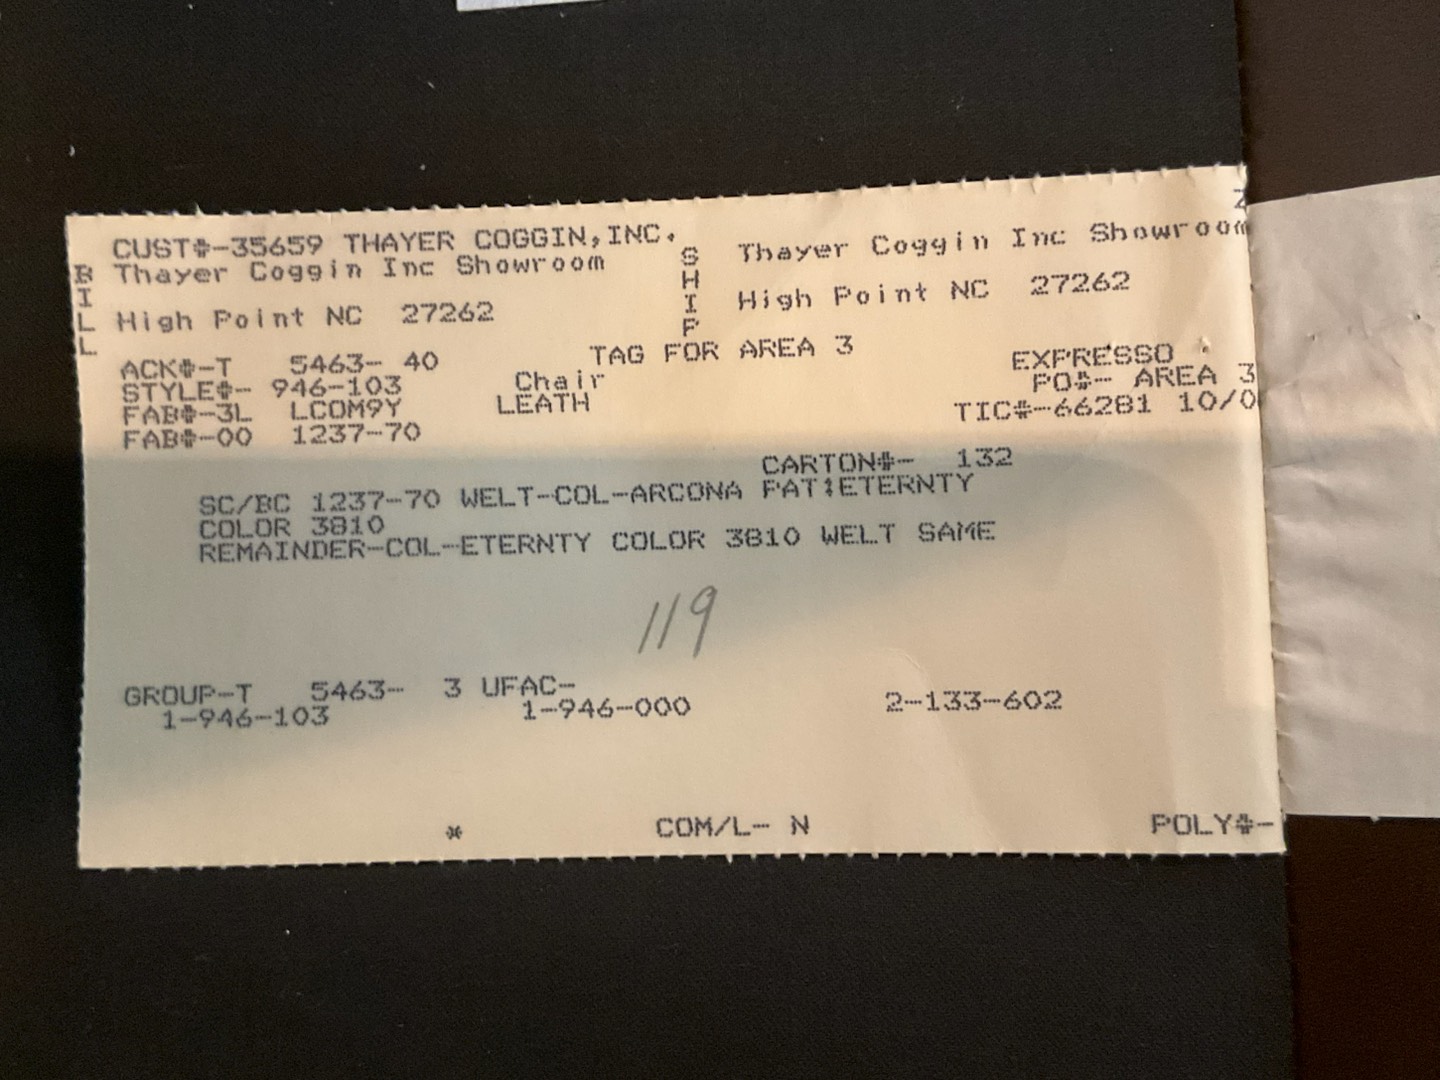 Z
CUST#-35659 THAYER COGGIN,INC.
BILL
Thayer Coggin Inc Showroom
High Point NC 27262
SHIP
Thayer Coggin Inc Showroom
High Point NC 27262
ACK#-T 5463- 40 TAG FOR AREA 3 EXPRESSO
STYLE#- 946-103 Chair PO#- AREA 3
FAB#-3L LCOM9Y LEATH TIC#-66281 10/0
FAB#-00 1237-70
CARTON#- 132
SC/BC 1237-70 WELT-COL-ARCONA PAT:ETERNTY
COLOR 3810
REMAINDER-COL-ETERNTY COLOR 3810 WELT SAME
119
GROUP-T 5463- 3 UFAC-
1-946-103 1-946-000 2-133-602
* COM/L- N POLY#-